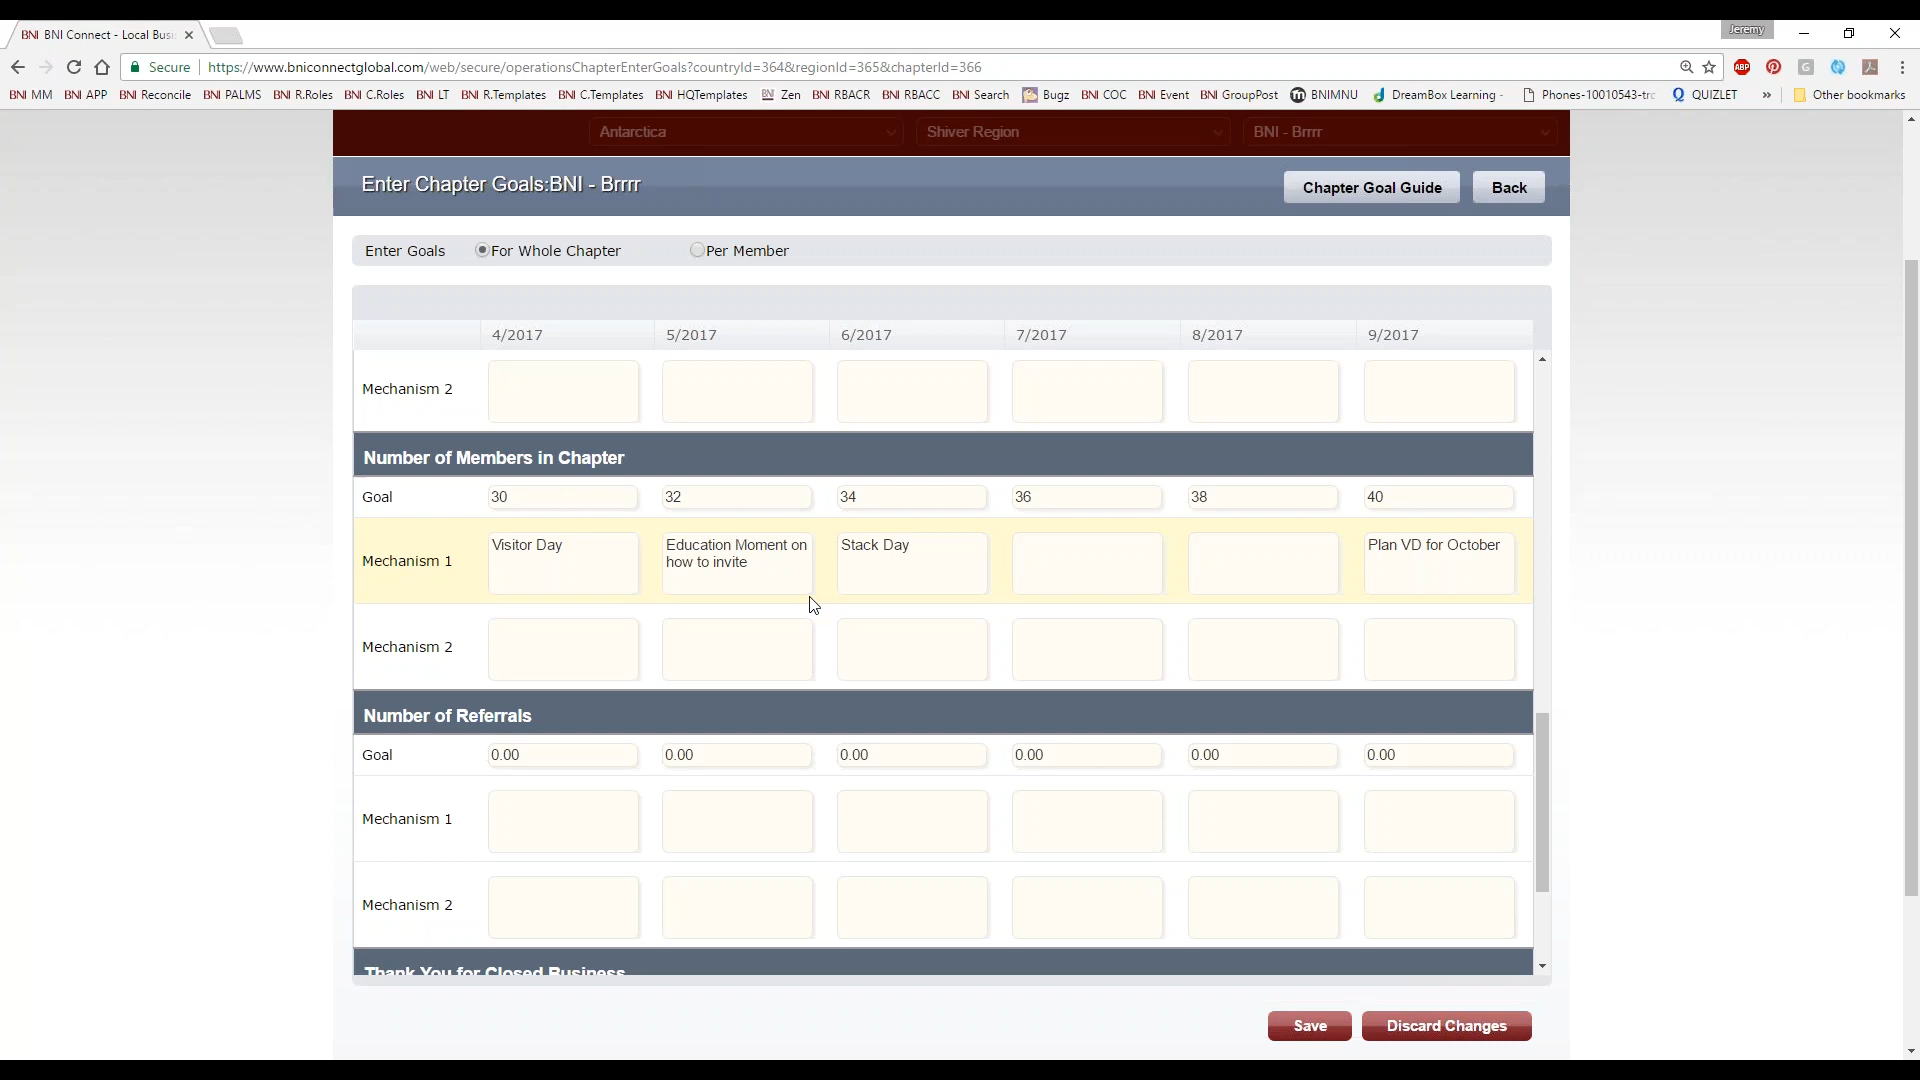 BNI BNI Connect - Local Busi
Jeremy
Secure https://www.bniconnectglobal.com/web/secure/operationsChapterEnterGoals?countryId=364&regionId=365&chapterId=366
ABP G
BNI MM BNI APP BNI Reconcile BNI PALMS BNI R.Roles BNI C.Roles BNI LT BNI R.Templates BNI C.Templates BNI HQTemplates BNI Zen BNI RBACR BNI RBACC BNI Search Bugz BNI COC BNI Event BNI GroupPost m BNIMNU DreamBox Learning - Phones-10010543-trc Q QUIZLET » Other bookmarks
Antarctica Shiver Region BNI - Brrrr
Enter Chapter Goals:BNI - Brrrr Chapter Goal Guide Back
Enter Goals For Whole Chapter Per Member
4/2017 5/2017 6/2017 7/2017 8/2017 9/2017
Mechanism 2
Number of Members in Chapter
Goal 30 32 34 36 38 40
Mechanism 1 Visitor Day Education Moment on how to invite Stack Day Plan VD for October
Mechanism 2
Number of Referrals
Goal 0.00 0.00 0.00 0.00 0.00 0.00
Mechanism 1
Mechanism 2
Thank You for Closed Business
Save Discard Changes